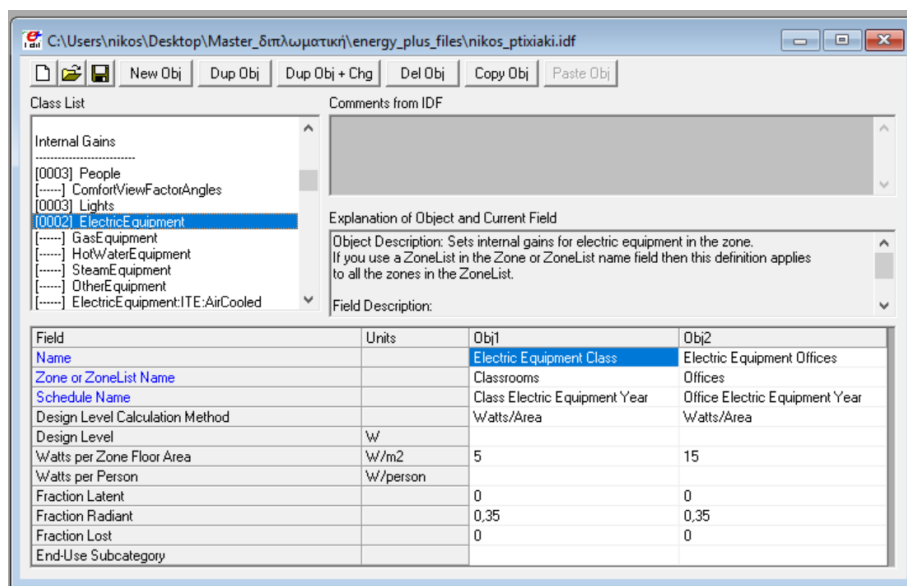 C:\Users\nikos\Desktop\Master_διπλωματική\energy_plus_files\nikos_ptixiaki.idf
New Obj Dup Obj Dup Obj + Chg Del Obj Copy Obj Paste Obj
Class List
Internal Gains
--------------------------
[0003] People
[------] ComfortViewFactorAngles
[0003] Lights
[0002] ElectricEquipment
[------] GasEquipment
[------] HotWaterEquipment
[------] SteamEquipment
[------] OtherEquipment
[------] ElectricEquipment:ITE:AirCooled
Comments from IDF
Explanation of Object and Current Field
Object Description: Sets internal gains for electric equipment in the zone.
If you use a ZoneList in the Zone or ZoneList name field then this definition applies
to all the zones in the ZoneList.
Field Description:
Field Units Obj1 Obj2
Name Electric Equipment Class Electric Equipment Offices
Zone or ZoneList Name Classrooms Offices
Schedule Name Class Electric Equipment Year Office Electric Equipment Year
Design Level Calculation Method Watts/Area Watts/Area
Design Level W
Watts per Zone Floor Area W/m2 5 15
Watts per Person W/person
Fraction Latent 0 0
Fraction Radiant 0,35 0,35
Fraction Lost 0 0
End-Use Subcategory